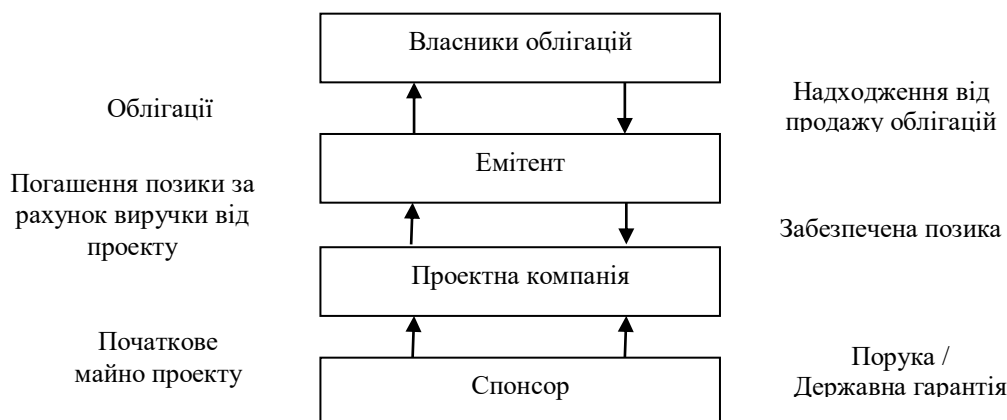 Власники облігацій
Облігації
Надходження від
продажу облігацій
Емітент
Погашення позики за
рахунок виручки від
проекту
Забезпечена позика
Проектна компанія
Початкове
майно проекту
Порука /
Державна гарантія
Спонсор